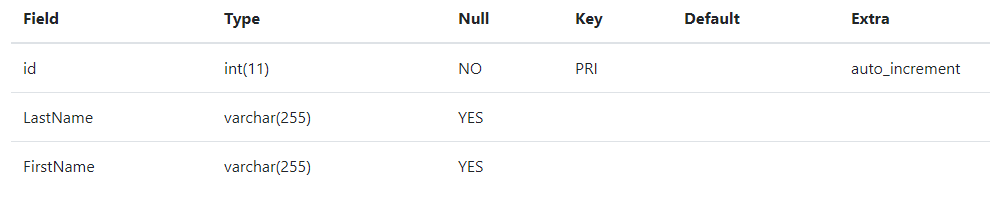 Field Type Null Key Default Extra
id int(11) NO PRI auto_increment
LastName varchar(255) YES
FirstName varchar(255) YES